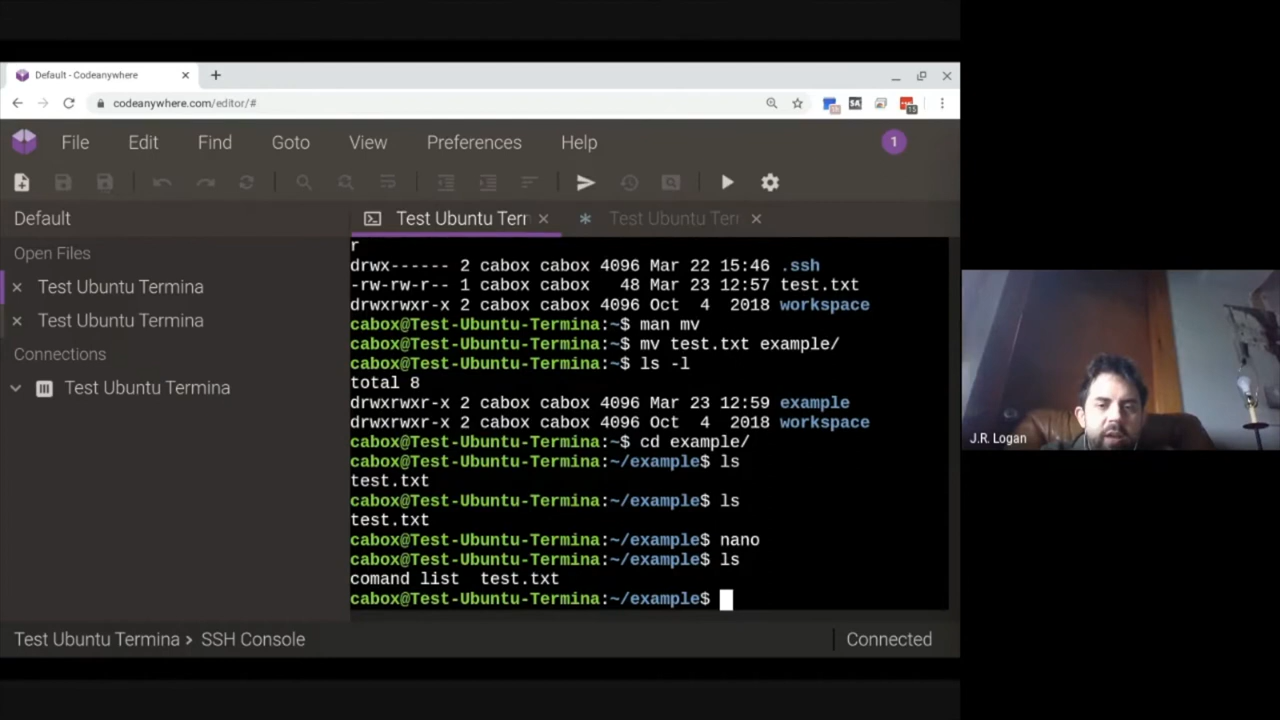 Default - Codeanywhere
codeanywhere.com/editor/#
15
File Edit Find Goto View Preferences Help
1
Default
Test Ubuntu Terr
Test Ubuntu Terr
Open Files
Test Ubuntu Termina
Test Ubuntu Termina
Connections
Test Ubuntu Termina
r
drwx------ 2 cabox cabox 4096 Mar 22 15:46 .ssh
-rw-rw-r-- 1 cabox cabox   48 Mar 23 12:57 test.txt
drwxrwxr-x 2 cabox cabox 4096 Oct  4  2018 workspace
cabox@Test-Ubuntu-Termina:~$ man mv
cabox@Test-Ubuntu-Termina:~$ mv test.txt example/
cabox@Test-Ubuntu-Termina:~$ ls -l
total 8
drwxrwxr-x 2 cabox cabox 4096 Mar 23 12:59 example
drwxrwxr-x 2 cabox cabox 4096 Oct  4  2018 workspace
cabox@Test-Ubuntu-Termina:~$ cd example/
cabox@Test-Ubuntu-Termina:~/example$ ls
test.txt
cabox@Test-Ubuntu-Termina:~/example$ ls
test.txt
cabox@Test-Ubuntu-Termina:~/example$ nano
cabox@Test-Ubuntu-Termina:~/example$ ls
comand list  test.txt
cabox@Test-Ubuntu-Termina:~/example$
Test Ubuntu Termina > SSH Console
Connected
J.R. Logan